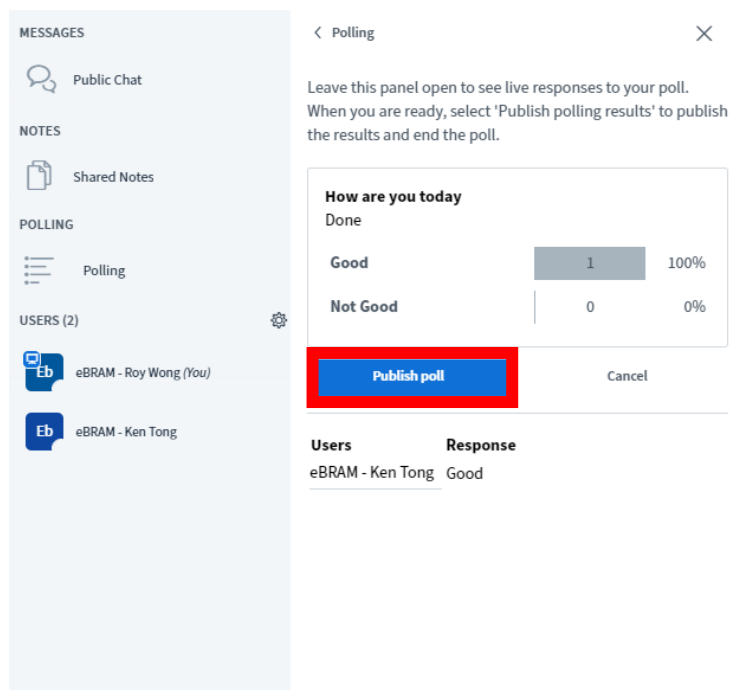 MESSAGES
Public Chat
NOTES
Shared Notes
POLLING
Polling
USERS (2)
Eb eBRAM - Roy Wong (You)
Eb eBRAM - Ken Tong
Polling
Leave this panel open to see live responses to your poll.
When you are ready, select 'Publish polling results' to publish
the results and end the poll.
How are you today
Done
Good 1 100%
Not Good 0 0%
Publish poll Cancel
Users Response
eBRAM - Ken Tong Good